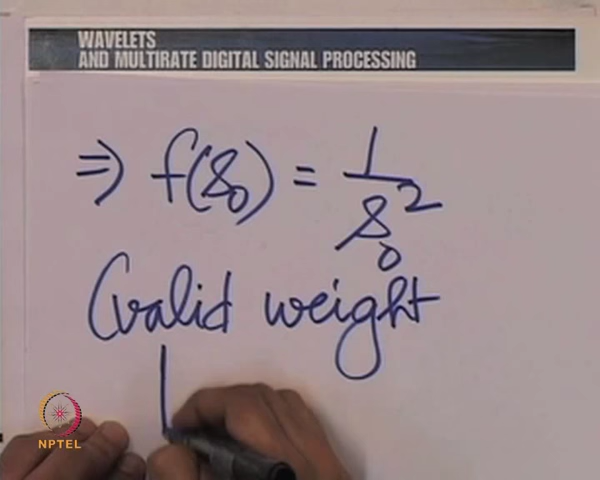 WAVELETS
AND MULTIRATE DIGITAL SIGNAL PROCESSING
⇒ f(s₀) = 1/s₀²
(valid weight
NPTEL